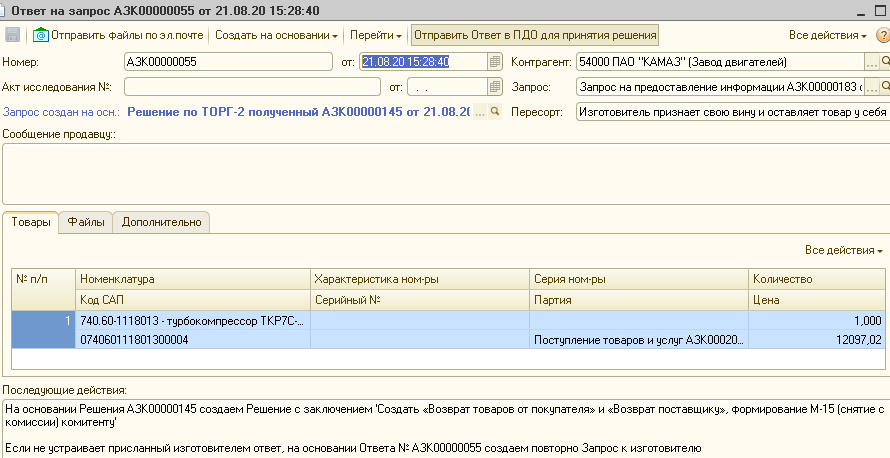 Ответ на запрос АЗК00000055 от 21.08.20 15:28:40
Отправить файлы по эл.почте Создать на основании Перейти Отправить Ответ в ПДО для принятия решения Все действия
Номер: АЗК00000055 от: 21.08.20 15:28:40 Контрагент: 54000 ПАО "КАМАЗ" (Завод двигателей) ...
Акт исследования №: от: . . Запрос: Запрос на предоставление информации АЗК00000183 ...
Запрос создан на осн.: Решение по ТОРГ-2 полученный АЗК00000145 от 21.08.20 ... Пересорт: Изготовитель признает свою вину и оставляет товар у себя
Сообщение продавцу::
Товары Файлы Дополнительно
Все действия
№ п/п Номенклатура Характеристика ном-ры Серия ном-ры Количество
Код САП Серийный № Партия Цена
1 740.60-1118013 - турбокомпрессор ТКР7С-... 1,000
074060111801300004 Поступление товаров и услуг АЗК00020... 12097,02
Последующие действия:
На основании Решения АЗК00000145 создаем Решение с заключением 'Создать «Возврат товаров от покупателя» и «Возврат поставщику», формирование М-15 (снятие с
комиссии) комитенту'
Если не устраивает присланный изготовителем ответ, на основании Ответа № АЗК00000055 создаем повторно Запрос к изготовителю